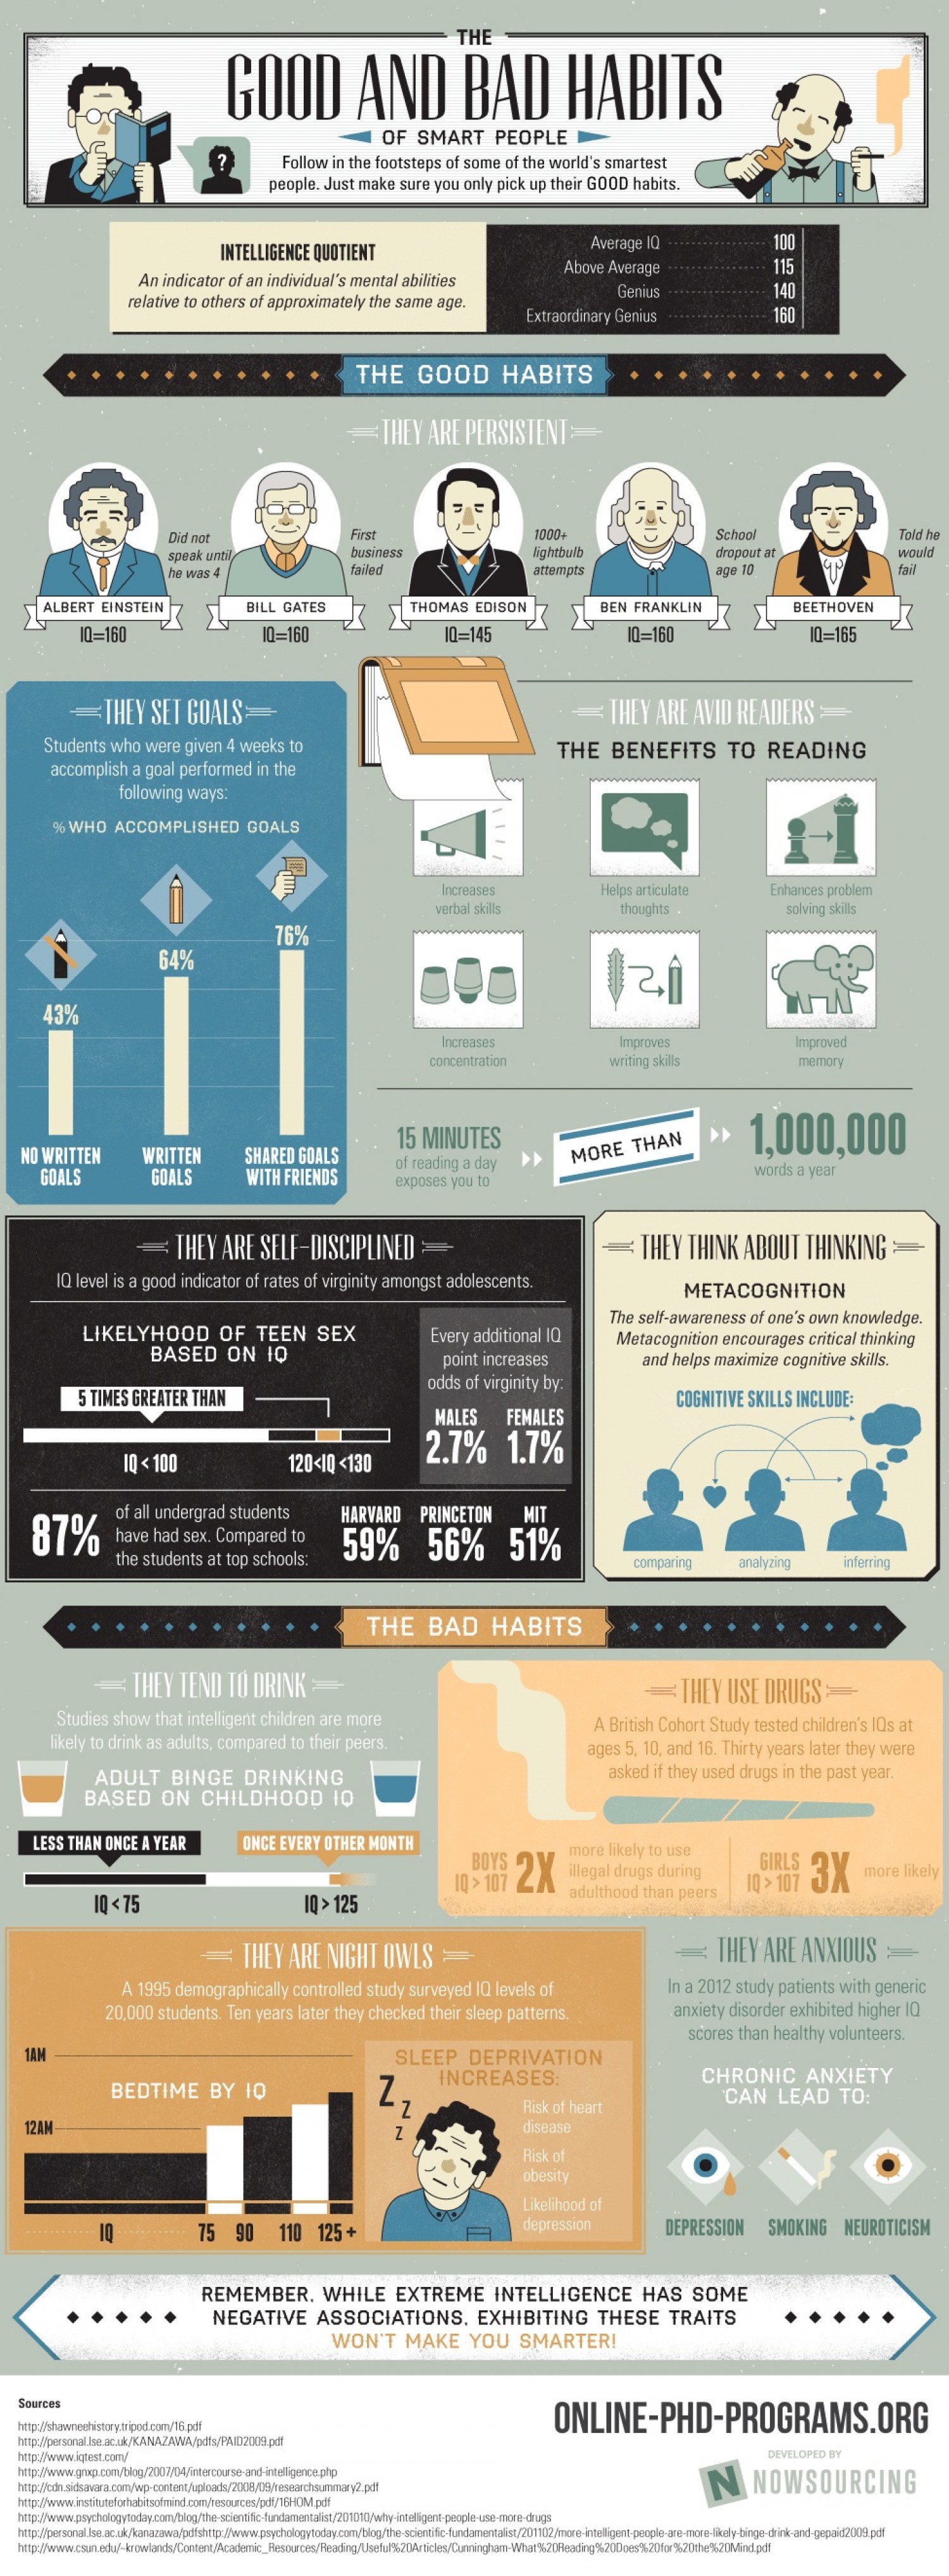 THE
GOOD AND BAD HABITS
OF SMART PEOPLE
Follow in the footsteps of some of the world's smartest
people. Just make sure you only pick up their GOOD habits.
?
INTELLIGENCE QUOTIENT
An indicator of an individual's mental abilities
relative to others of approximately the same age.
Average IQ 100
Above Average 115
Genius 140
Extraordinary Genius 160
THE GOOD HABITS
THEY ARE PERSISTENT
Did not
speak until
he was 4
ALBERT EINSTEIN
IQ=160
First
business
failed
BILL GATES
IQ=160
1000+
lightbulb
attempts
THOMAS EDISON
IQ=145
School
dropout at
age 10
BEN FRANKLIN
IQ=160
Told he
would
fail
BEETHOVEN
IQ=165
THEY SET GOALS
Students who were given 4 weeks to
accomplish a goal performed in the
following ways:
% WHO ACCOMPLISHED GOALS
43%
64%
76%
NO WRITTEN
GOALS
WRITTEN
GOALS
SHARED GOALS
WITH FRIENDS
THEY ARE AVID READERS
THE BENEFITS TO READING
Increases
verbal skills
Helps articulate
thoughts
Enhances problem
solving skills
Increases
concentration
Improves
writing skills
Improved
memory
15 MINUTES
of reading a day
exposes you to
MORE THAN
1,000,000
words a year
THEY ARE SELF-DISCIPLINED
IQ level is a good indicator of rates of virginity amongst adolescents.
LIKELYHOOD OF TEEN SEX
BASED ON IQ
5 TIMES GREATER THAN
IQ < 100
120<IQ <130
Every additional IQ
point increases
odds of virginity by:
MALES FEMALES
2.7% 1.7%
87%
of all undergrad students
have had sex. Compared to
the students at top schools:
HARVARD PRINCETON MIT
59% 56% 51%
THEY THINK ABOUT THINKING
METACOGNITION
The self-awareness of one's own knowledge.
Metacognition encourages critical thinking
and helps maximize cognitive skills.
COGNITIVE SKILLS INCLUDE:
comparing analyzing inferring
THE BAD HABITS
THEY TEND TO DRINK
Studies show that intelligent children are more
likely to drink as adults, compared to their peers.
ADULT BINGE DRINKING
BASED ON CHILDHOOD IQ
LESS THAN ONCE A YEAR
ONCE EVERY OTHER MONTH
IQ < 75
IQ > 125
THEY USE DRUGS
A British Cohort Study tested children's IQs at
ages 5, 10, and 16. Thirty years later they were
asked if they used drugs in the past year.
BOYS
IQ > 107
2X
more likely to use
illegal drugs during
adulthood than peers
GIRLS
IQ > 107
3X
more likely
THEY ARE NIGHT OWLS
A 1995 demographically controlled study surveyed IQ levels of
20,000 students. Ten years later they checked their sleep patterns.
1AM
BEDTIME BY IQ
12AM
IQ 75 90 110 125 +
SLEEP DEPRIVATION
INCREASES:
Z
Z
Z
Risk of heart
disease
Risk of
obesity
Likelihood of
depression
THEY ARE ANXIOUS
In a 2012 study patients with generic
anxiety disorder exhibited higher IQ
scores than healthy volunteers.
CHRONIC ANXIETY
CAN LEAD TO:
DEPRESSION SMOKING NEUROTICISM
REMEMBER, WHILE EXTREME INTELLIGENCE HAS SOME
NEGATIVE ASSOCIATIONS, EXHIBITING THESE TRAITS
WON'T MAKE YOU SMARTER!
Sources
http://shawneehistory.tripod.com/16.pdf
http://personal.lse.ac.uk/KANAZAWA/pdfs/PAID2009.pdf
http://www.iqtest.com/
http://www.gnxp.com/blog/2007/04/intercourse-and-intelligence.php
http://cdn.sidsavara.com/wp-content/uploads/2008/09/researchsummary2.pdf
http://www.instituteforhabitsofmind.com/resources/pdf/16HOM.pdf
http://www.psychologytoday.com/blog/the-scientific-fundamentalist/201010/why-intelligent-people-use-more-drugs
http://personal.lse.ac.uk/kanazawa/pdfshttp://www.psychologytoday.com/blog/the-scientific-fundamentalist/201102/more-intelligent-people-are-more-likely-binge-drink-and-gepaid2009.pdf
http://www.csun.edu/~krowlands/Content/Academic_Resources/Reading/Useful%20Articles/Cunningham-What%20Reading%20Does%20for%20the%20Mind.pdf
ONLINE-PHD-PROGRAMS.ORG
DEVELOPED BY
N NOWSOURCING